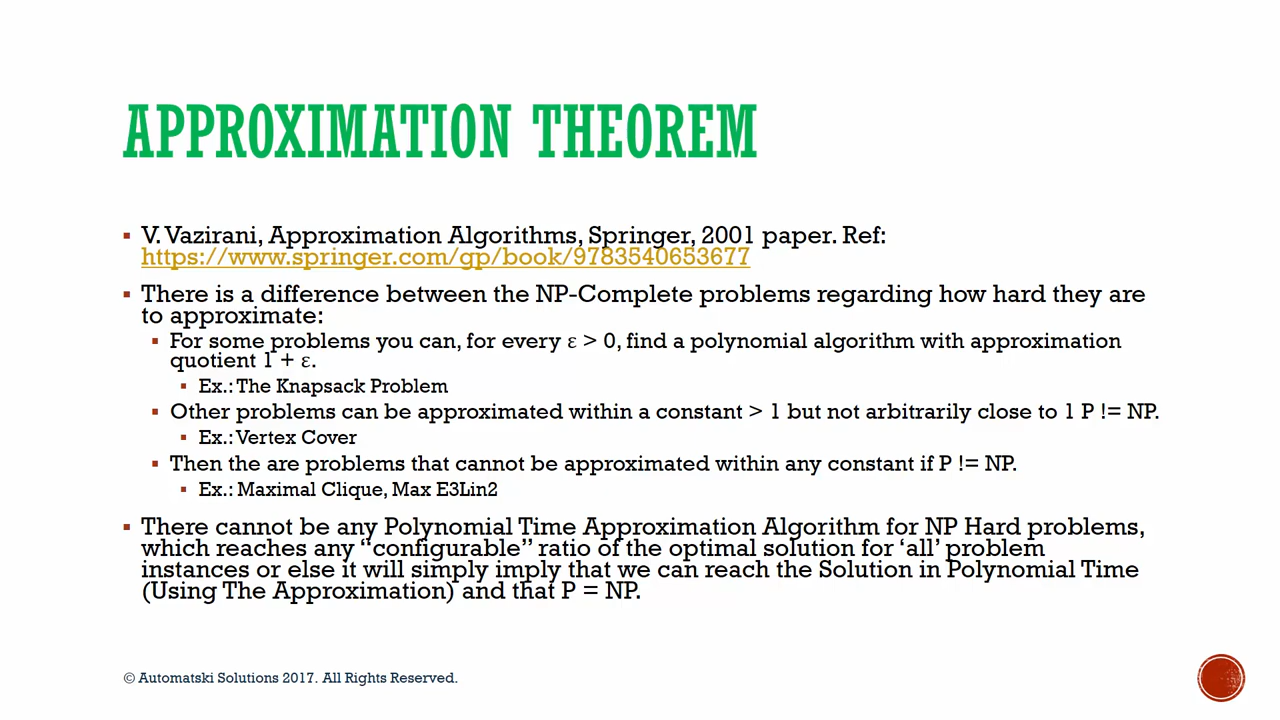 APPROXIMATION THEOREM
▪ V. Vazirani, Approximation Algorithms, Springer, 2001 paper. Ref:
https://www.springer.com/gp/book/9783540653677
▪ There is a difference between the NP-Complete problems regarding how hard they are
to approximate:
▪ For some problems you can, for every ε > 0, find a polynomial algorithm with approximation
quotient 1 + ε.
▪ Ex.: The Knapsack Problem
▪ Other problems can be approximated within a constant > 1 but not arbitrarily close to 1 P != NP.
▪ Ex.: Vertex Cover
▪ Then the are problems that cannot be approximated within any constant if P != NP.
▪ Ex.: Maximal Clique, Max E3Lin2
▪ There cannot be any Polynomial Time Approximation Algorithm for NP Hard problems,
which reaches any “configurable” ratio of the optimal solution for ‘all’ problem
instances or else it will simply imply that we can reach the Solution in Polynomial Time
(Using The Approximation) and that P = NP.
© Automatski Solutions 2017. All Rights Reserved.